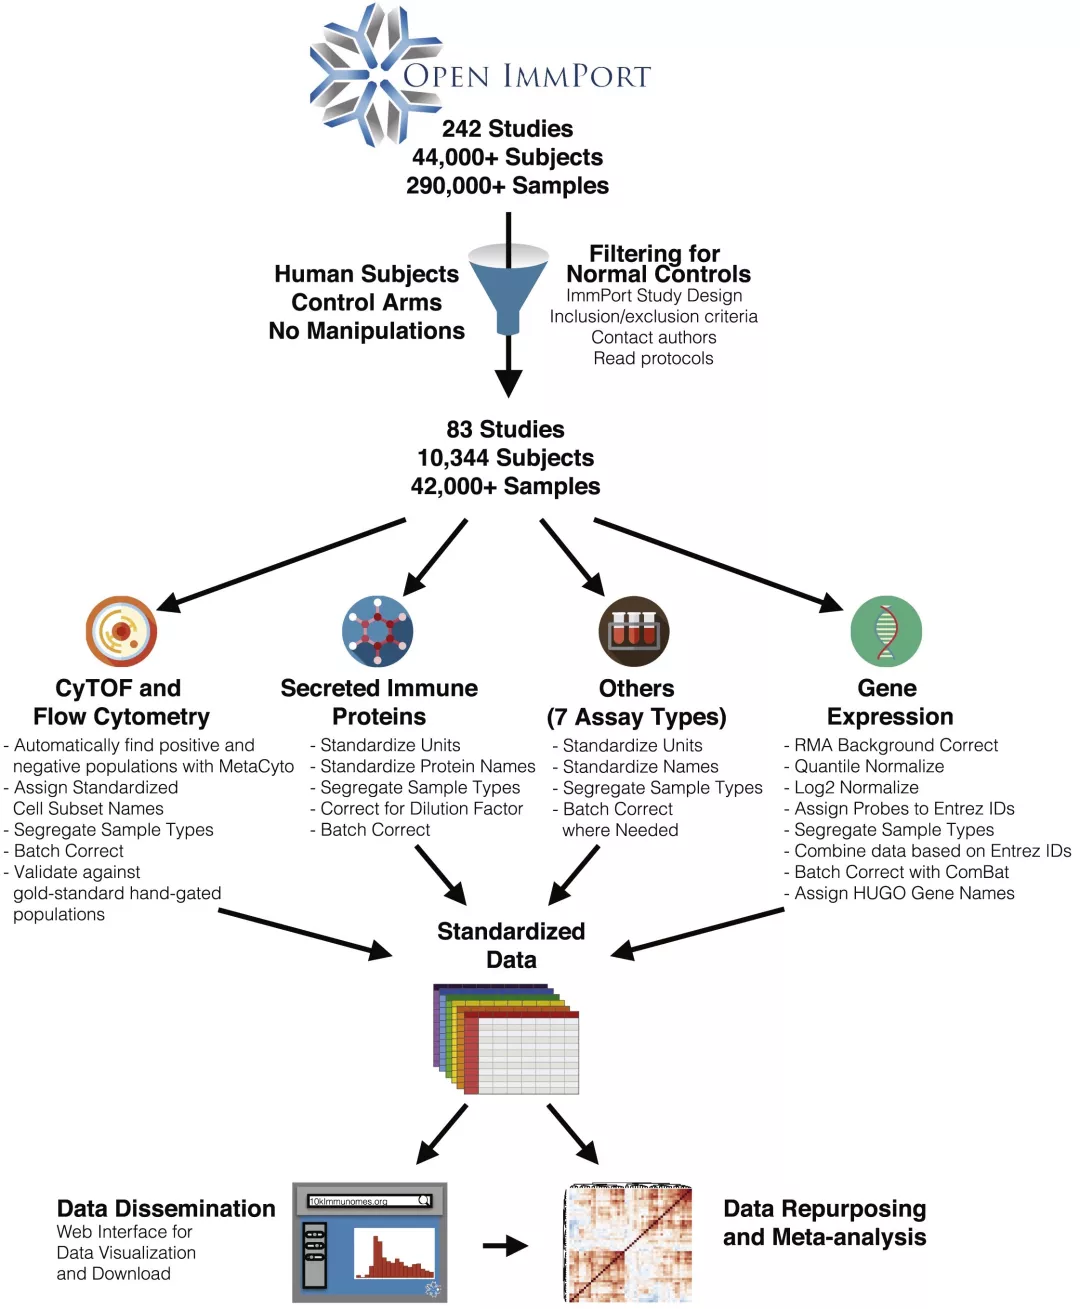 OPEN IMMPORT
242 Studies
44,000+ Subjects
290,000+ Samples
Human Subjects
Control Arms
No Manipulations
Filtering for
Normal Controls
ImmPort Study Design
Inclusion/exclusion criteria
Contact authors
Read protocols
83 Studies
10,344 Subjects
42,000+ Samples
CyTOF and
Flow Cytometry
- Automatically find positive and
negative populations with MetaCyto
- Assign Standardized
Cell Subset Names
- Segregate Sample Types
- Batch Correct
- Validate against
gold-standard hand-gated
populations
Secreted Immune
Proteins
- Standardize Units
- Standardize Protein Names
- Segregate Sample Types
- Correct for Dilution Factor
- Batch Correct
Others
(7 Assay Types)
- Standardize Units
- Standardize Names
- Segregate Sample Types
- Batch Correct
where Needed
Gene
Expression
- RMA Background Correct
- Quantile Normalize
- Log2 Normalize
- Assign Probes to Entrez IDs
- Segregate Sample Types
- Combine data based on Entrez IDs
- Batch Correct with ComBat
- Assign HUGO Gene Names
Standardized
Data
Data Dissemination
Web Interface for
Data Visualization
and Download
10kImmunomes.org
Data Repurposing
and Meta-analysis